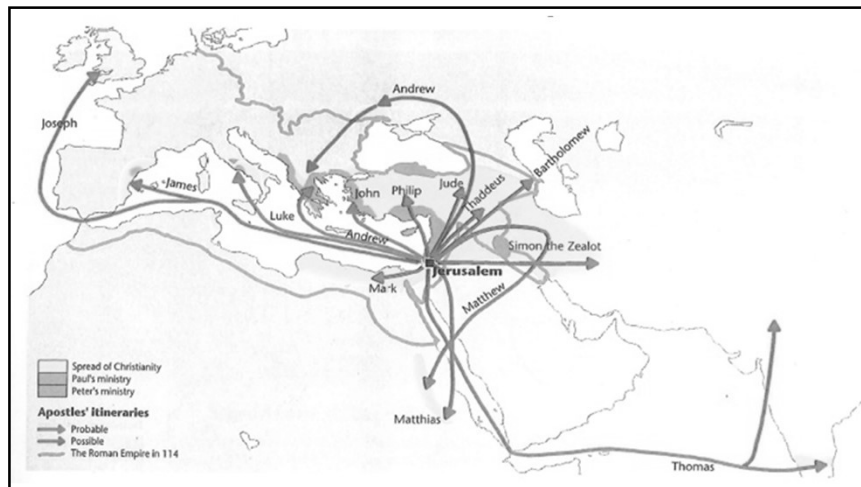 Andrew
Joseph
Bartholomew
James
John
Philip
Jude
Thaddeus
Luke
Andrew
Simon the Zealot
Jerusalem
Mark
Matthew
Spread of Christianity
Paul's ministry
Peter's ministry
Apostles' itineraries
Probable
Possible
The Roman Empire in 114
Matthias
Thomas